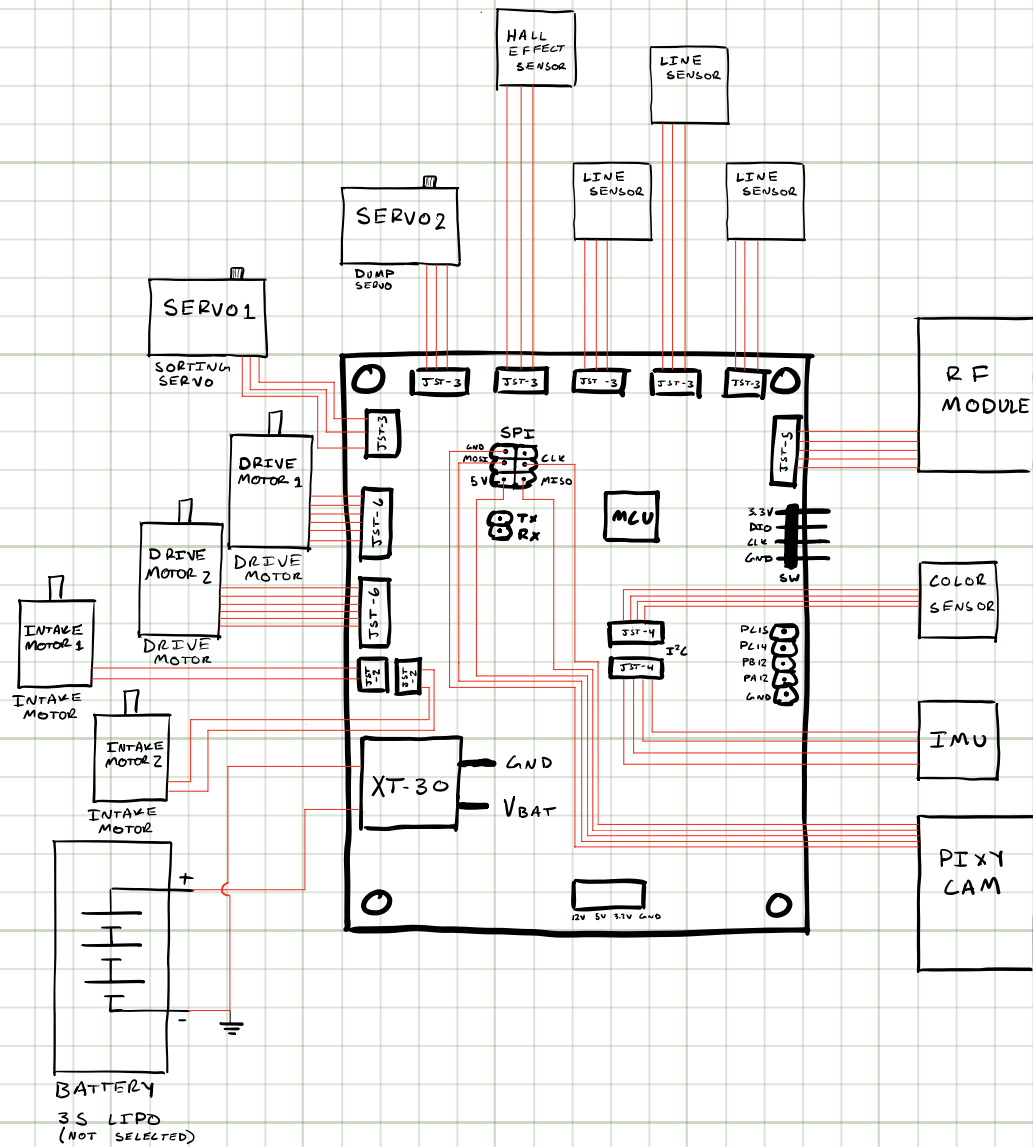 HALL
EFFECT
SENSOR
LINE
SENSOR
LINE
SENSOR
LINE
SENSOR
SERVO2
DUMP
SERVO
SERVO1
SORTING
SERVO
JST-3
JST-3
JST-3
JST-3
JST-3
JST-3
JST-5
RF
MODULE
DRIVE
MOTOR 1
DRIVE
MOTOR
JST-6
SPI
GND
MOSI
5V
CLK
MISO
TX
RX
MCU
3.3V
DIO
CLK
GND
SW
DRIVE
MOTOR 2
DRIVE
MOTOR
JST-6
COLOR
SENSOR
JST-4
I²C
JST-4
PC15
PC14
PB12
PA12
GND
INTAKE
MOTOR 1
INTAKE
MOTOR
JST-2
JST-2
INTAKE
MOTOR 2
INTAKE
MOTOR
IMU
XT-30
GND
VBAT
PIXY
CAM
12V 5V 3.3V GND
+
-
BATTERY
3S LIPO
(NOT SELECTED)